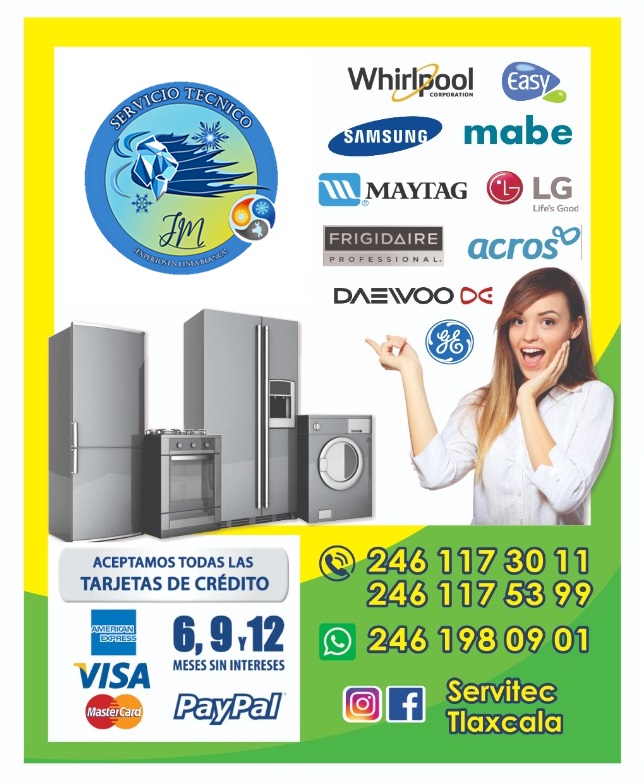 SERVICIO TECNICO
JM
EXPERTOS EN LINEA BLANCA
Whirlpool
CORPORATION
Easy
SAMSUNG
mabe
MAYTAG
LG
Life's Good
FRIGIDAIRE
PROFESSIONAL.
acros
DAEWOO
GE
ACEPTAMOS TODAS LAS
TARJETAS DE CRÉDITO
AMERICAN
EXPRESS
6, 9 Y 12
MESES SIN INTERESES
VISA
MasterCard
PayPal
246 117 30 11
246 117 53 99
246 198 09 01
Servitec
Tlaxcala